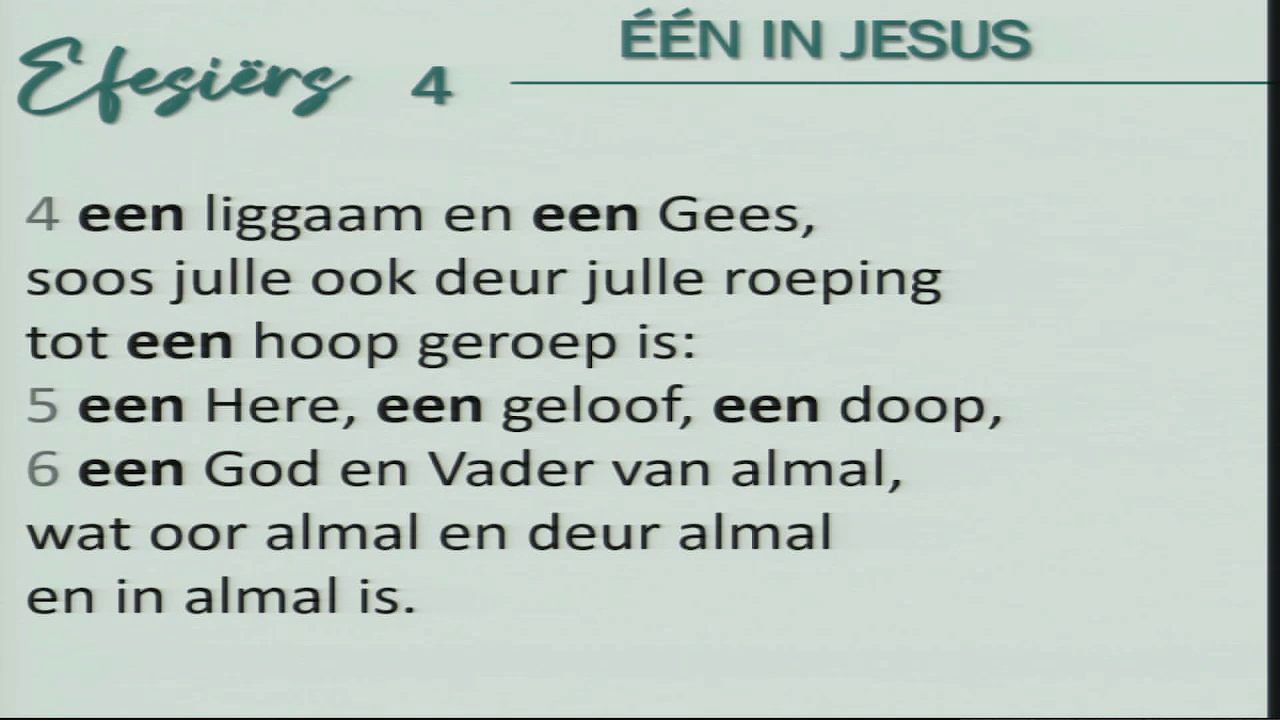 ÉÉN IN JESUS
Efesiërs 4
4 een liggaam en een Gees,
soos julle ook deur julle roeping
tot een hoop geroep is:
5 een Here, een geloof, een doop,
6 een God en Vader van almal,
wat oor almal en deur almal
en in almal is.